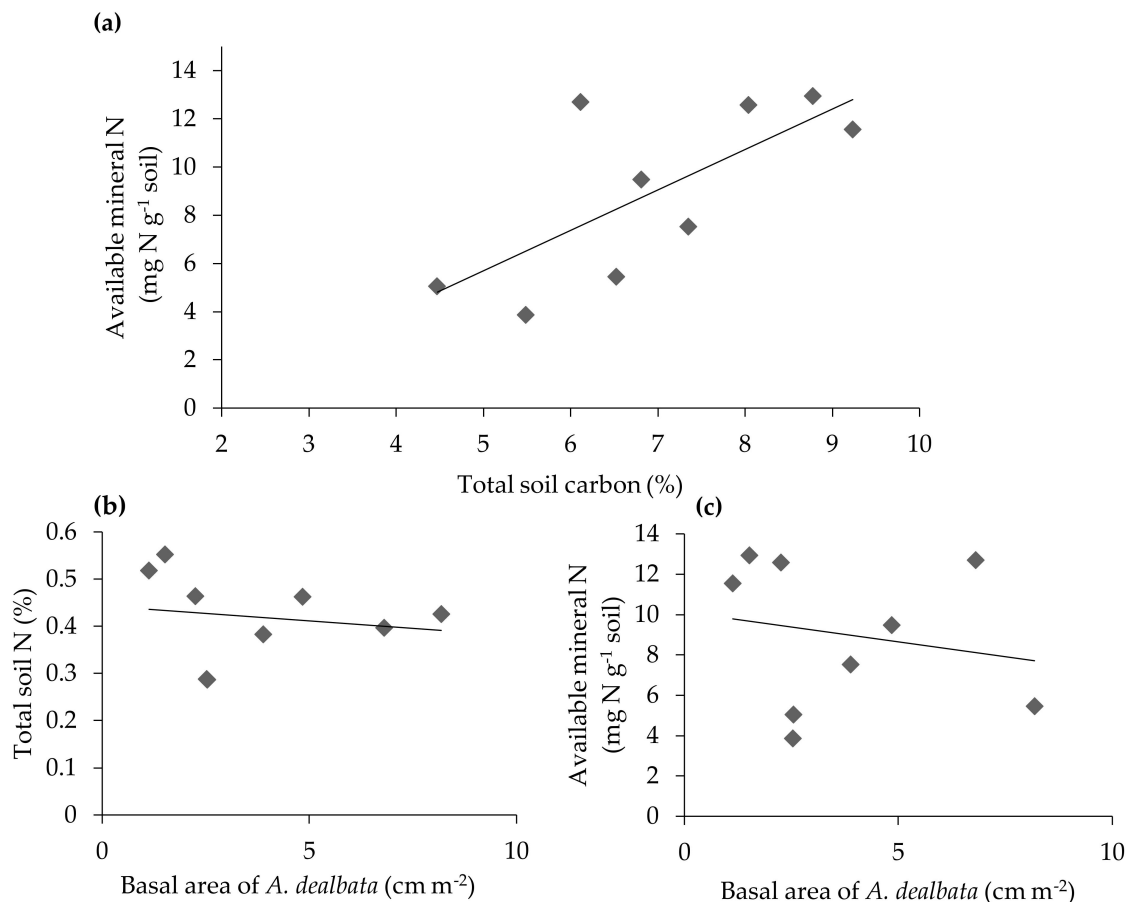 (a)
Available mineral N
(mg N g-1 soil)
14
12
10
8
6
4
2
0
2 3 4 5 6 7 8 9 10
Total soil carbon (%)
(b)
Total soil N (%)
0.6
0.5
0.4
0.3
0.2
0.1
0
0 5 10
Basal area of A. dealbata (cm m-2)
(c)
Available mineral N
(mg N g-1 soil)
14
12
10
8
6
4
2
0
0 5 10
Basal area of A. dealbata (cm m-2)